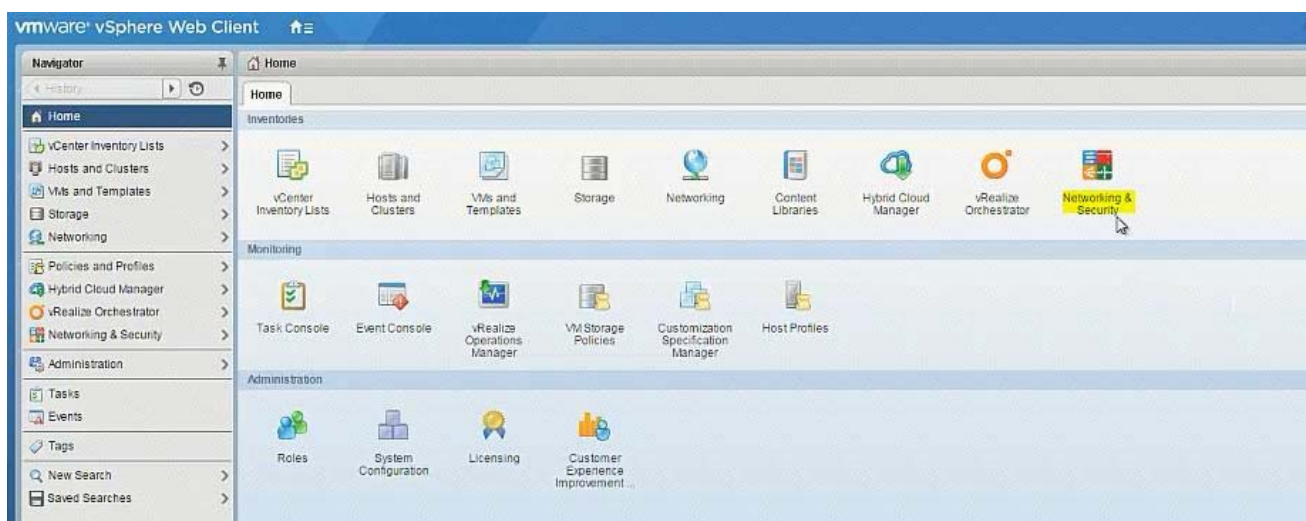 vmware® vSphere Web Client
Navigator
History
Home
vCenter Inventory Lists
Hosts and Clusters
VMs and Templates
Storage
Networking
Policies and Profiles
Hybrid Cloud Manager
vRealize Orchestrator
Networking & Security
Administration
Tasks
Events
Tags
New Search
Saved Searches
Home
Home
Inventories
vCenter
Inventory Lists
Hosts and
Clusters
VMs and
Templates
Storage
Networking
Content
Libraries
Hybrid Cloud
Manager
vRealize
Orchestrator
Networking &
Security
Monitoring
Task Console
Event Console
vRealize
Operations
Manager
VM Storage
Policies
Customization
Specification
Manager
Host Profiles
Administration
Roles
System
Configuration
Licensing
Customer
Experience
Improvement ...